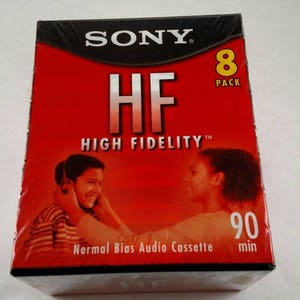 SONY
8
PACK
HF
HIGH FIDELITY™
90
min
Normal Bias Audio Cassette